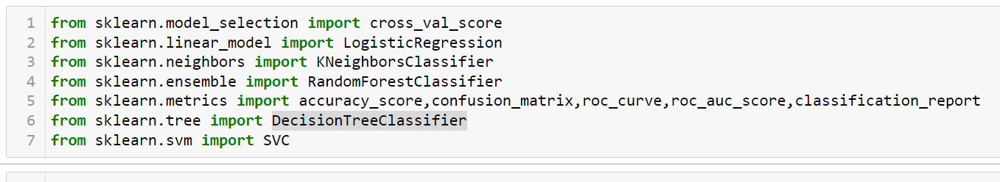 1 from sklearn.model_selection import cross_val_score
2 from sklearn.linear_model import LogisticRegression
3 from sklearn.neighbors import KNeighborsClassifier
4 from sklearn.ensemble import RandomForestClassifier
5 from sklearn.metrics import accuracy_score,confusion_matrix,roc_curve,roc_auc_score,classification_report
6 from sklearn.tree import DecisionTreeClassifier
7 from sklearn.svm import SVC